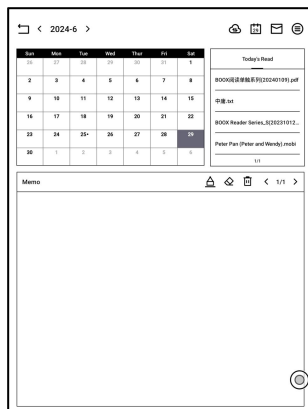 2024-6
29
Today's Read
Sun Mon Tue Wed Thur Fri Sat
26 27 28 29 30 31 1
2 3 4 5 6 7 8
9 10 11 12 13 14 15
16 17 18 19 20 21 22
23 24 25• 26 27 28 29
30 1 2 3 4 5 6
BOOX阅读单触系列(20240109).pdf
中庸.txt
BOOX Reader Series_S(20231012...
Peter Pan (Peter and Wendy).mobi
1/1
Memo
1/1